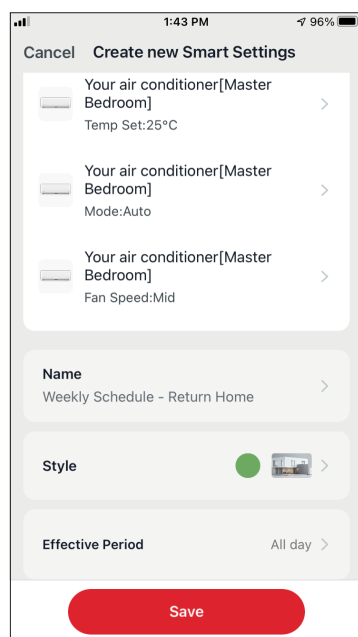 1:43 PM
96%
Cancel Create new Smart Settings
Your air conditioner[Master
Bedroom]
Temp Set:25°C
Your air conditioner[Master
Bedroom]
Mode:Auto
Your air conditioner[Master
Bedroom]
Fan Speed:Mid
Name
Weekly Schedule - Return Home
Style
Effective Period All day
Save